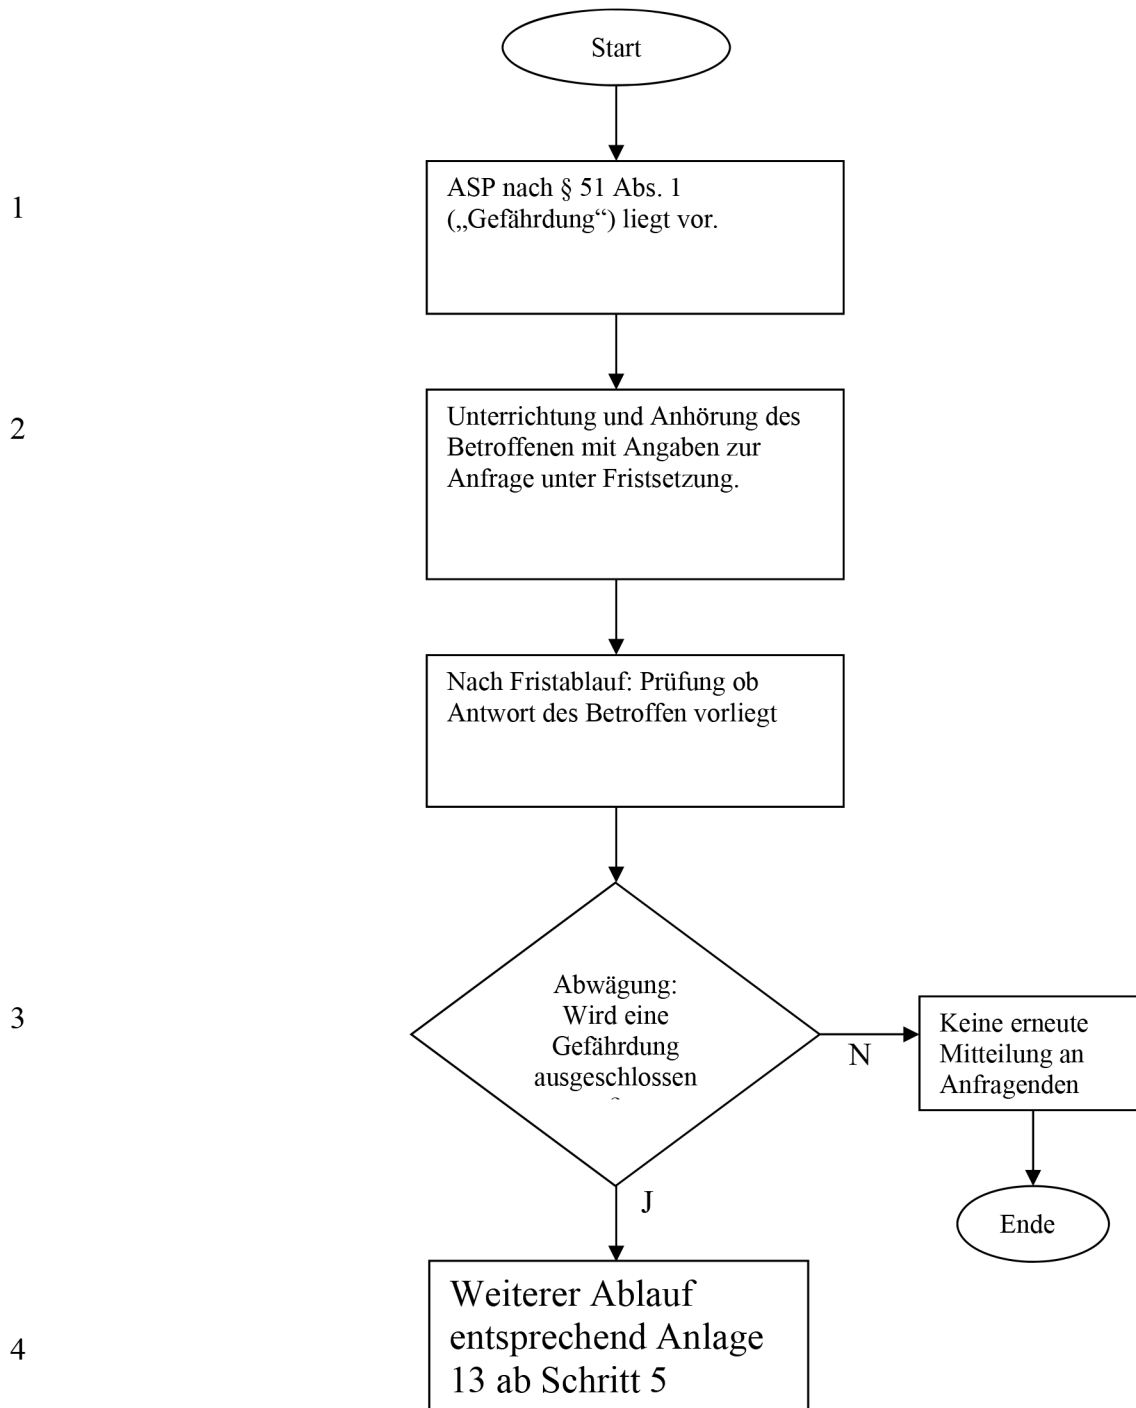 Start
1
ASP nach § 51 Abs. 1
(„Gefährdung“) liegt vor.
2
Unterrichtung und Anhörung des
Betroffenen mit Angaben zur
Anfrage unter Fristsetzung.
Nach Fristablauf: Prüfung ob
Antwort des Betroffen vorliegt
3
Abwägung:
Wird eine
Gefährdung
ausgeschlossen
N
Keine erneute
Mitteilung an
Anfragenden
J
Ende
4
Weiterer Ablauf
entsprechend Anlage
13 ab Schritt 5